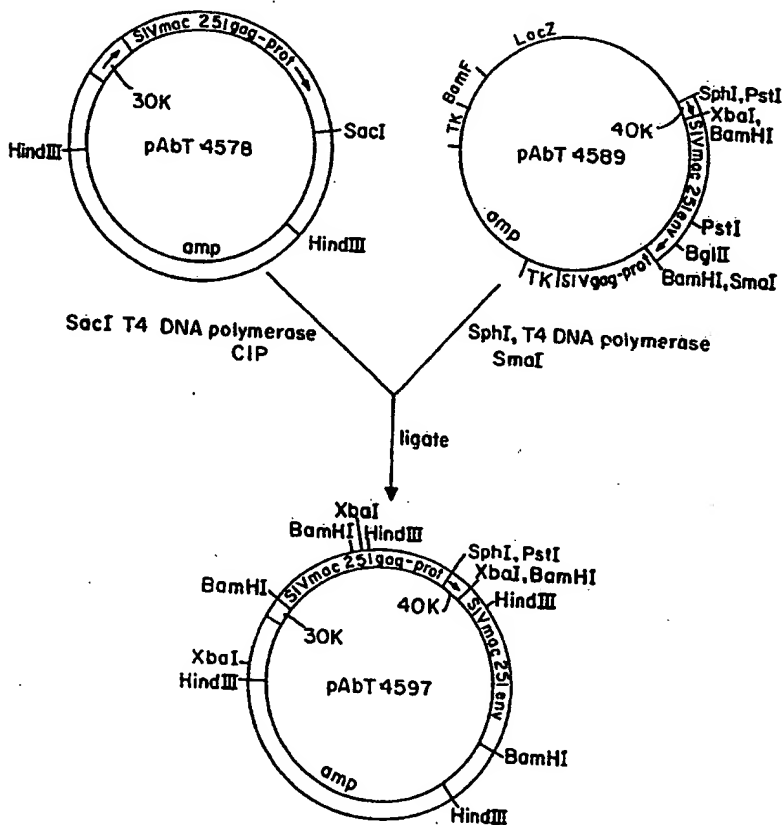 SIVmac 251gag-prot
30K
SacI
HindIII
pAbT 4578
amp
HindIII
LacZ
BamF
TK
SphI, PstI
40K
XbaI,
BamHI
pAbT 4589
SIVmac 251env
PstI
BglII
BamHI, SmaI
amp
TK
SIVgag-prot
SacI T4 DNA polymerase
CIP
SphI, T4 DNA polymerase
SmaI
ligate
XbaI
BamHI
HindIII
SIVmac 251gag-prot
SphI, PstI
XbaI, BamHI
HindIII
BamHI
40K
30K
SIVmac 251env
XbaI
HindIII
pAbT 4597
BamHI
amp
HindIII